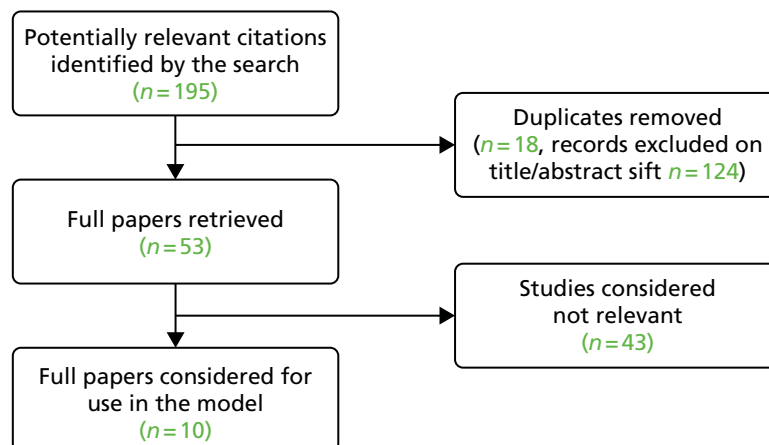 Potentially relevant citations
identified by the search
(n = 195)
Duplicates removed
(n = 18, records excluded on
title/abstract sift n = 124)
Full papers retrieved
(n = 53)
Studies considered
not relevant
(n = 43)
Full papers considered for
use in the model
(n = 10)